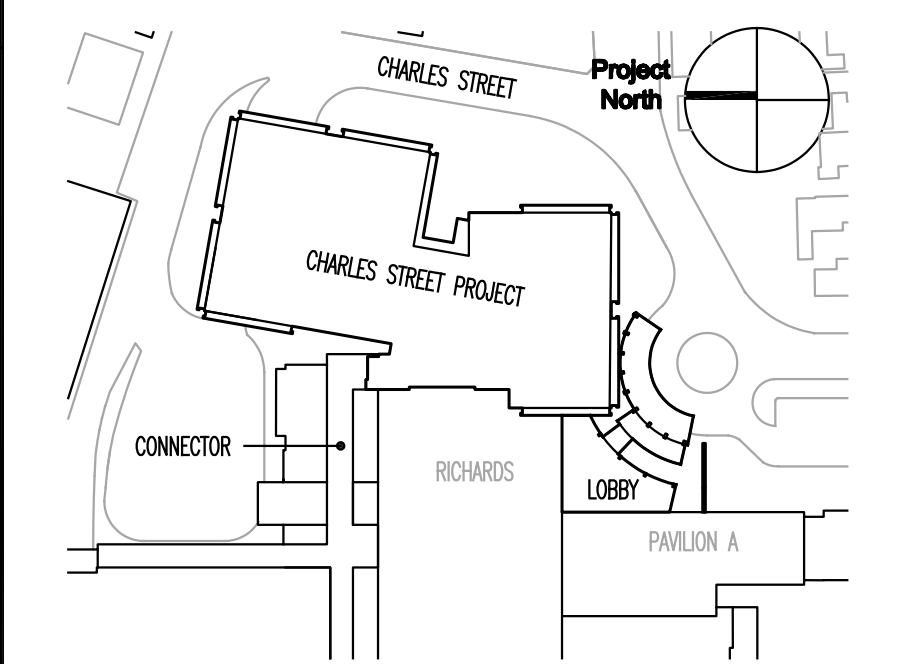 CHARLES STREET
Project
North
CHARLES STREET PROJECT
CONNECTOR
RICHARDS
LOBBY
PAVILION A